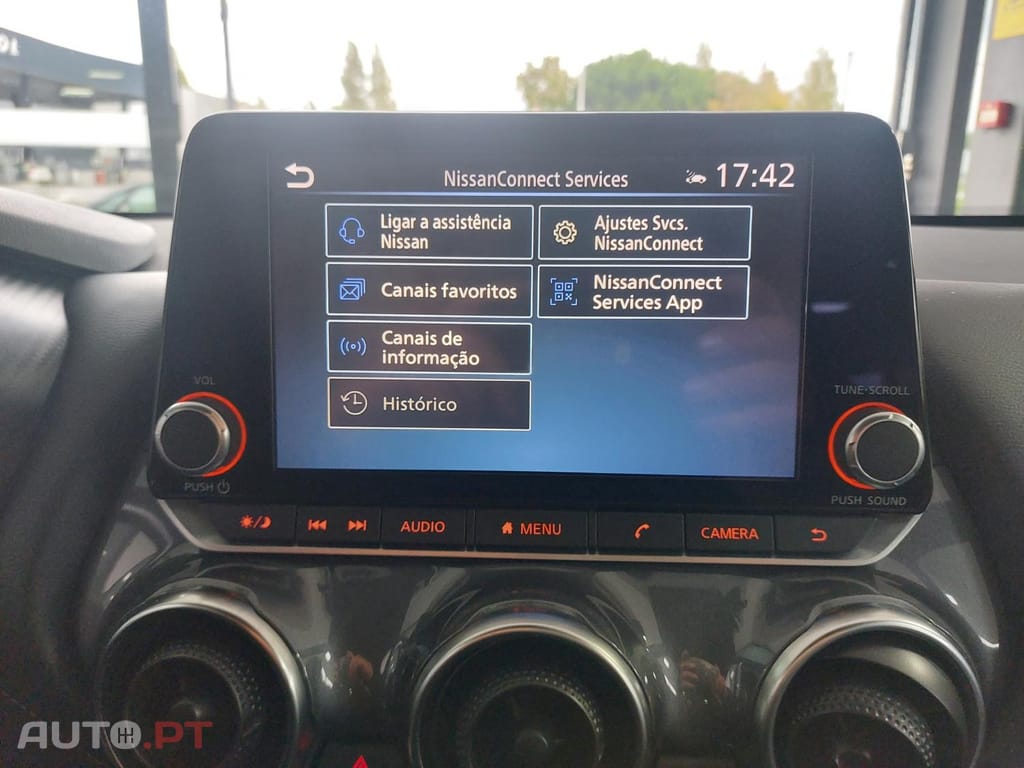 NissanConnect Services
17:42
Ligar a assistência
Nissan
Ajustes Svcs.
NissanConnect
Canais favoritos
NissanConnect
Services App
Canais de
informação
Histórico
VOL
PUSH
TUNE·SCROLL
PUSH SOUND
AUDIO
MENU
CAMERA
AUTO.PT